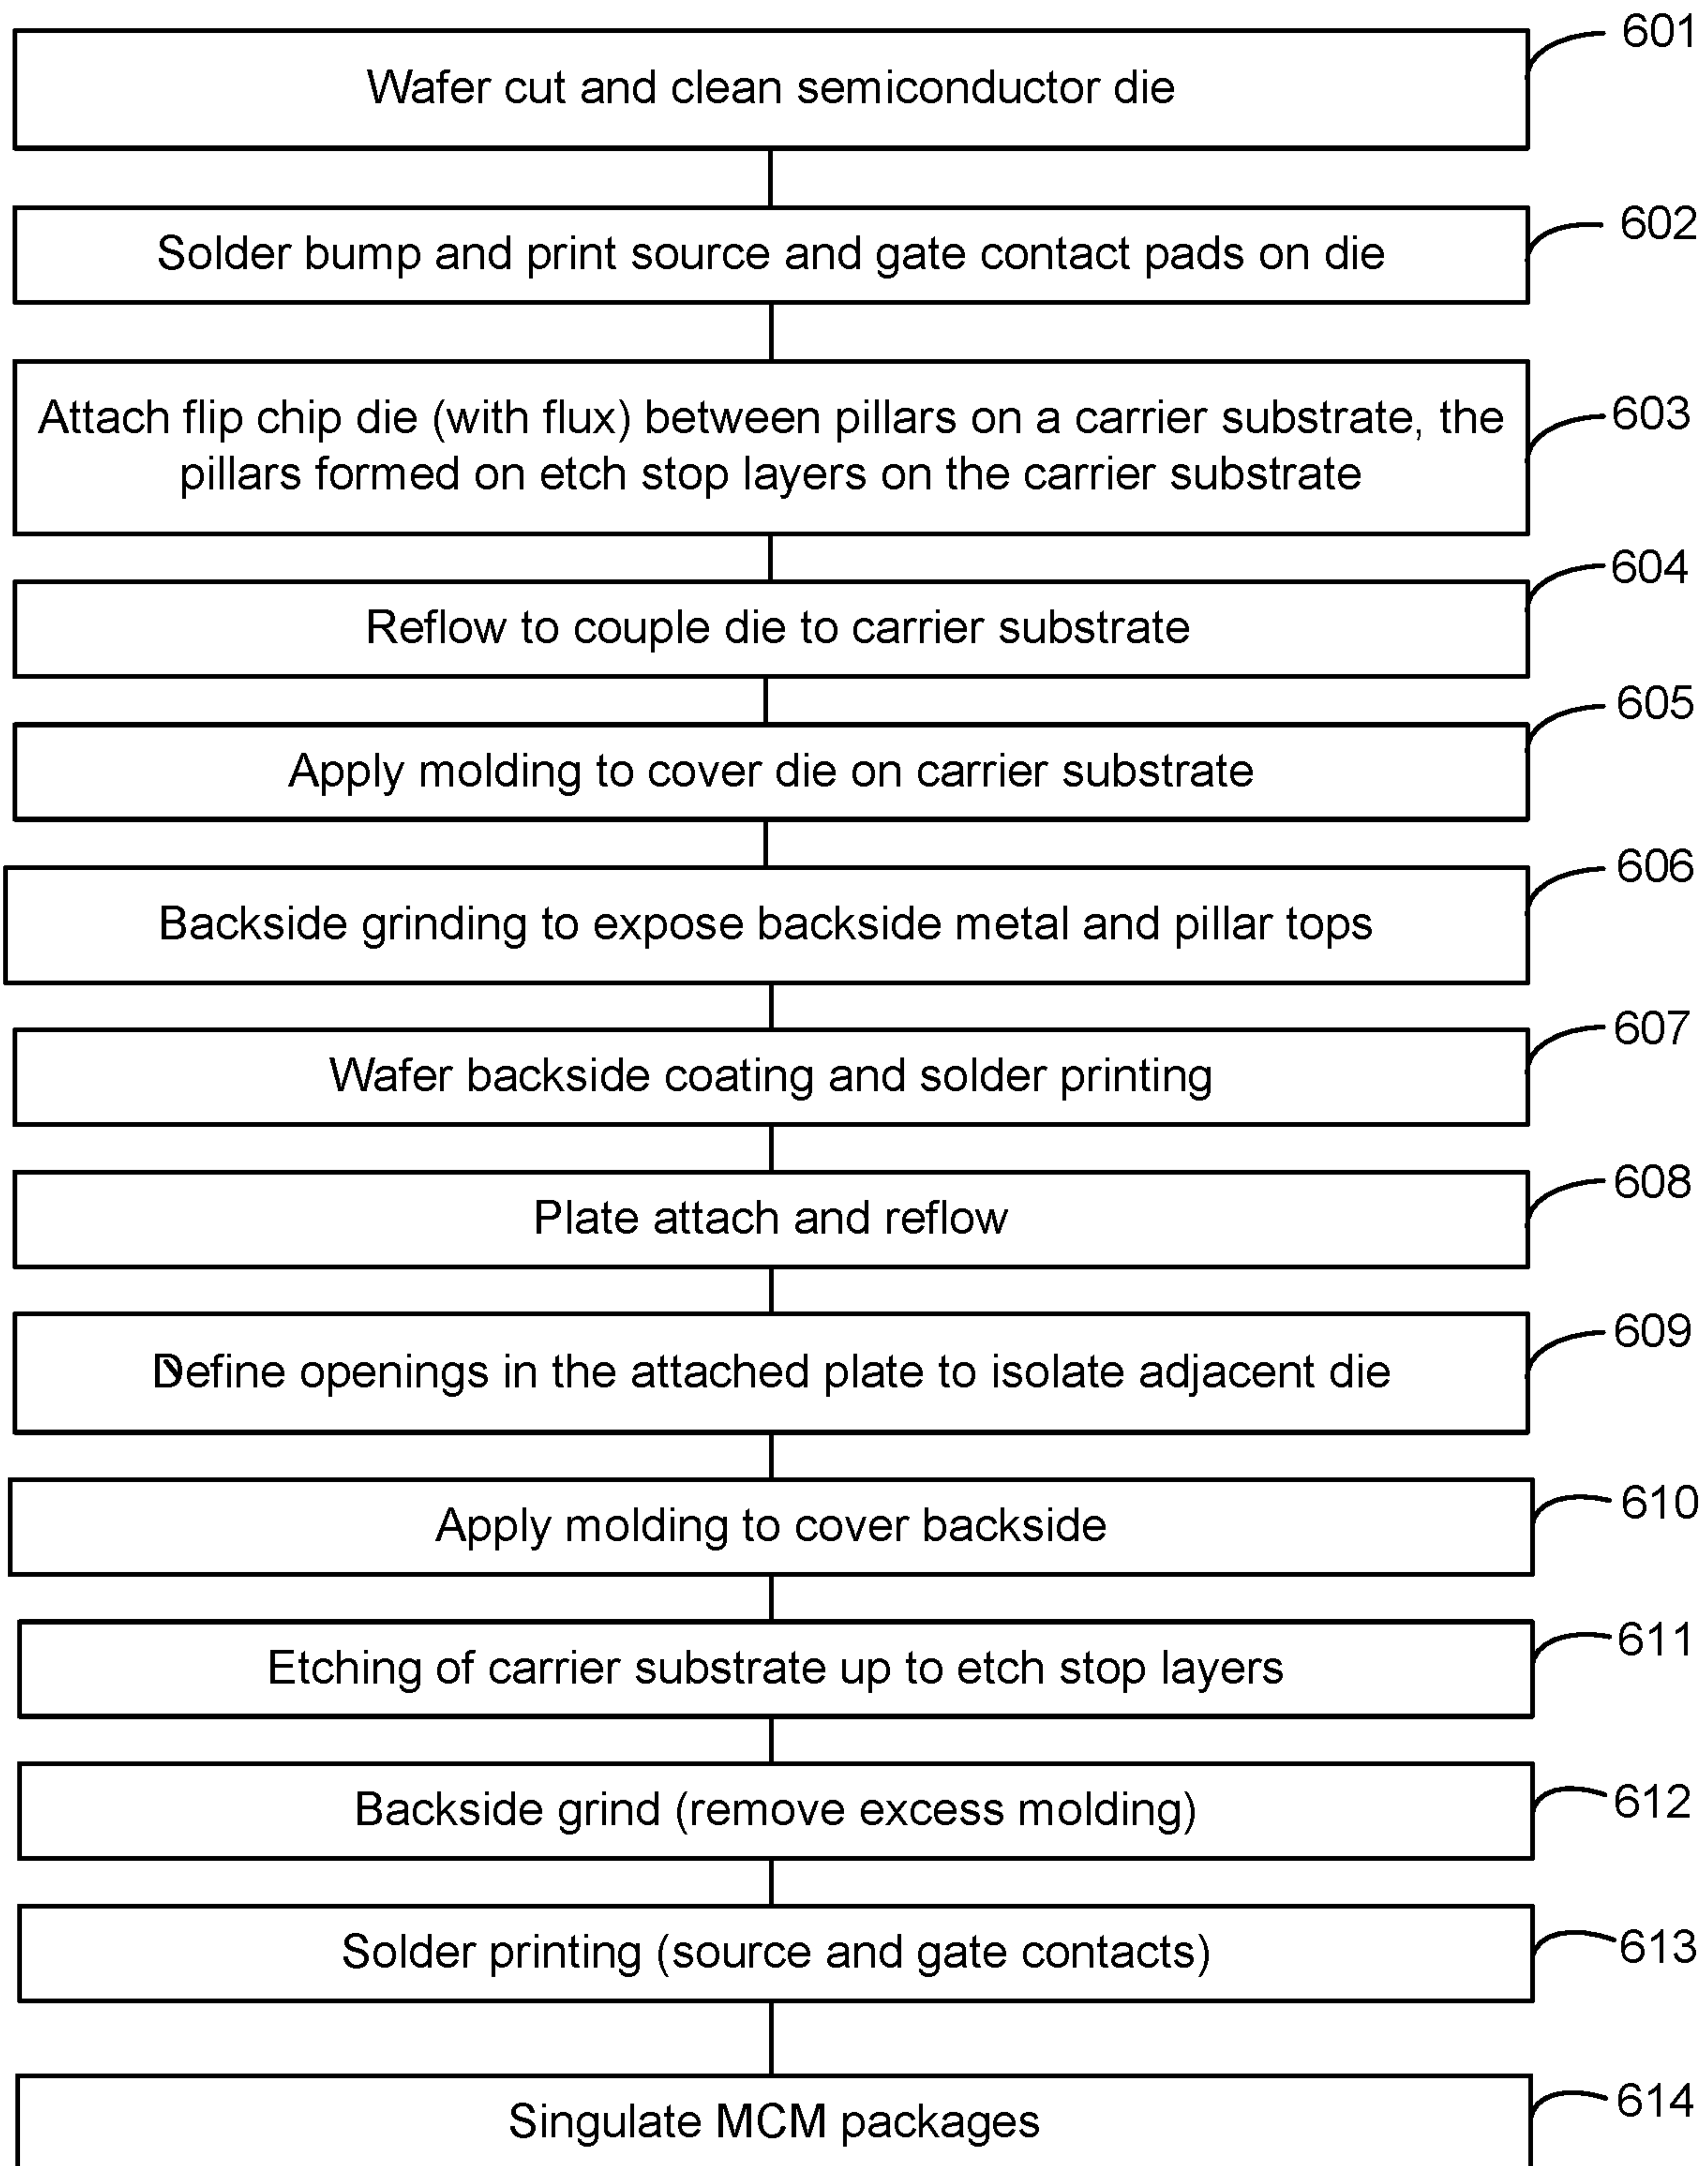 601
Wafer cut and clean semiconductor die
602
Solder bump and print source and gate contact pads on die
603
Attach flip chip die (with flux) between pillars on a carrier substrate, the
pillars formed on etch stop layers on the carrier substrate
604
Reflow to couple die to carrier substrate
605
Apply molding to cover die on carrier substrate
606
Backside grinding to expose backside metal and pillar tops
607
Wafer backside coating and solder printing
608
Plate attach and reflow
609
Define openings in the attached plate to isolate adjacent die
610
Apply molding to cover backside
611
Etching of carrier substrate up to etch stop layers
612
Backside grind (remove excess molding)
613
Solder printing (source and gate contacts)
614
Singulate MCM packages